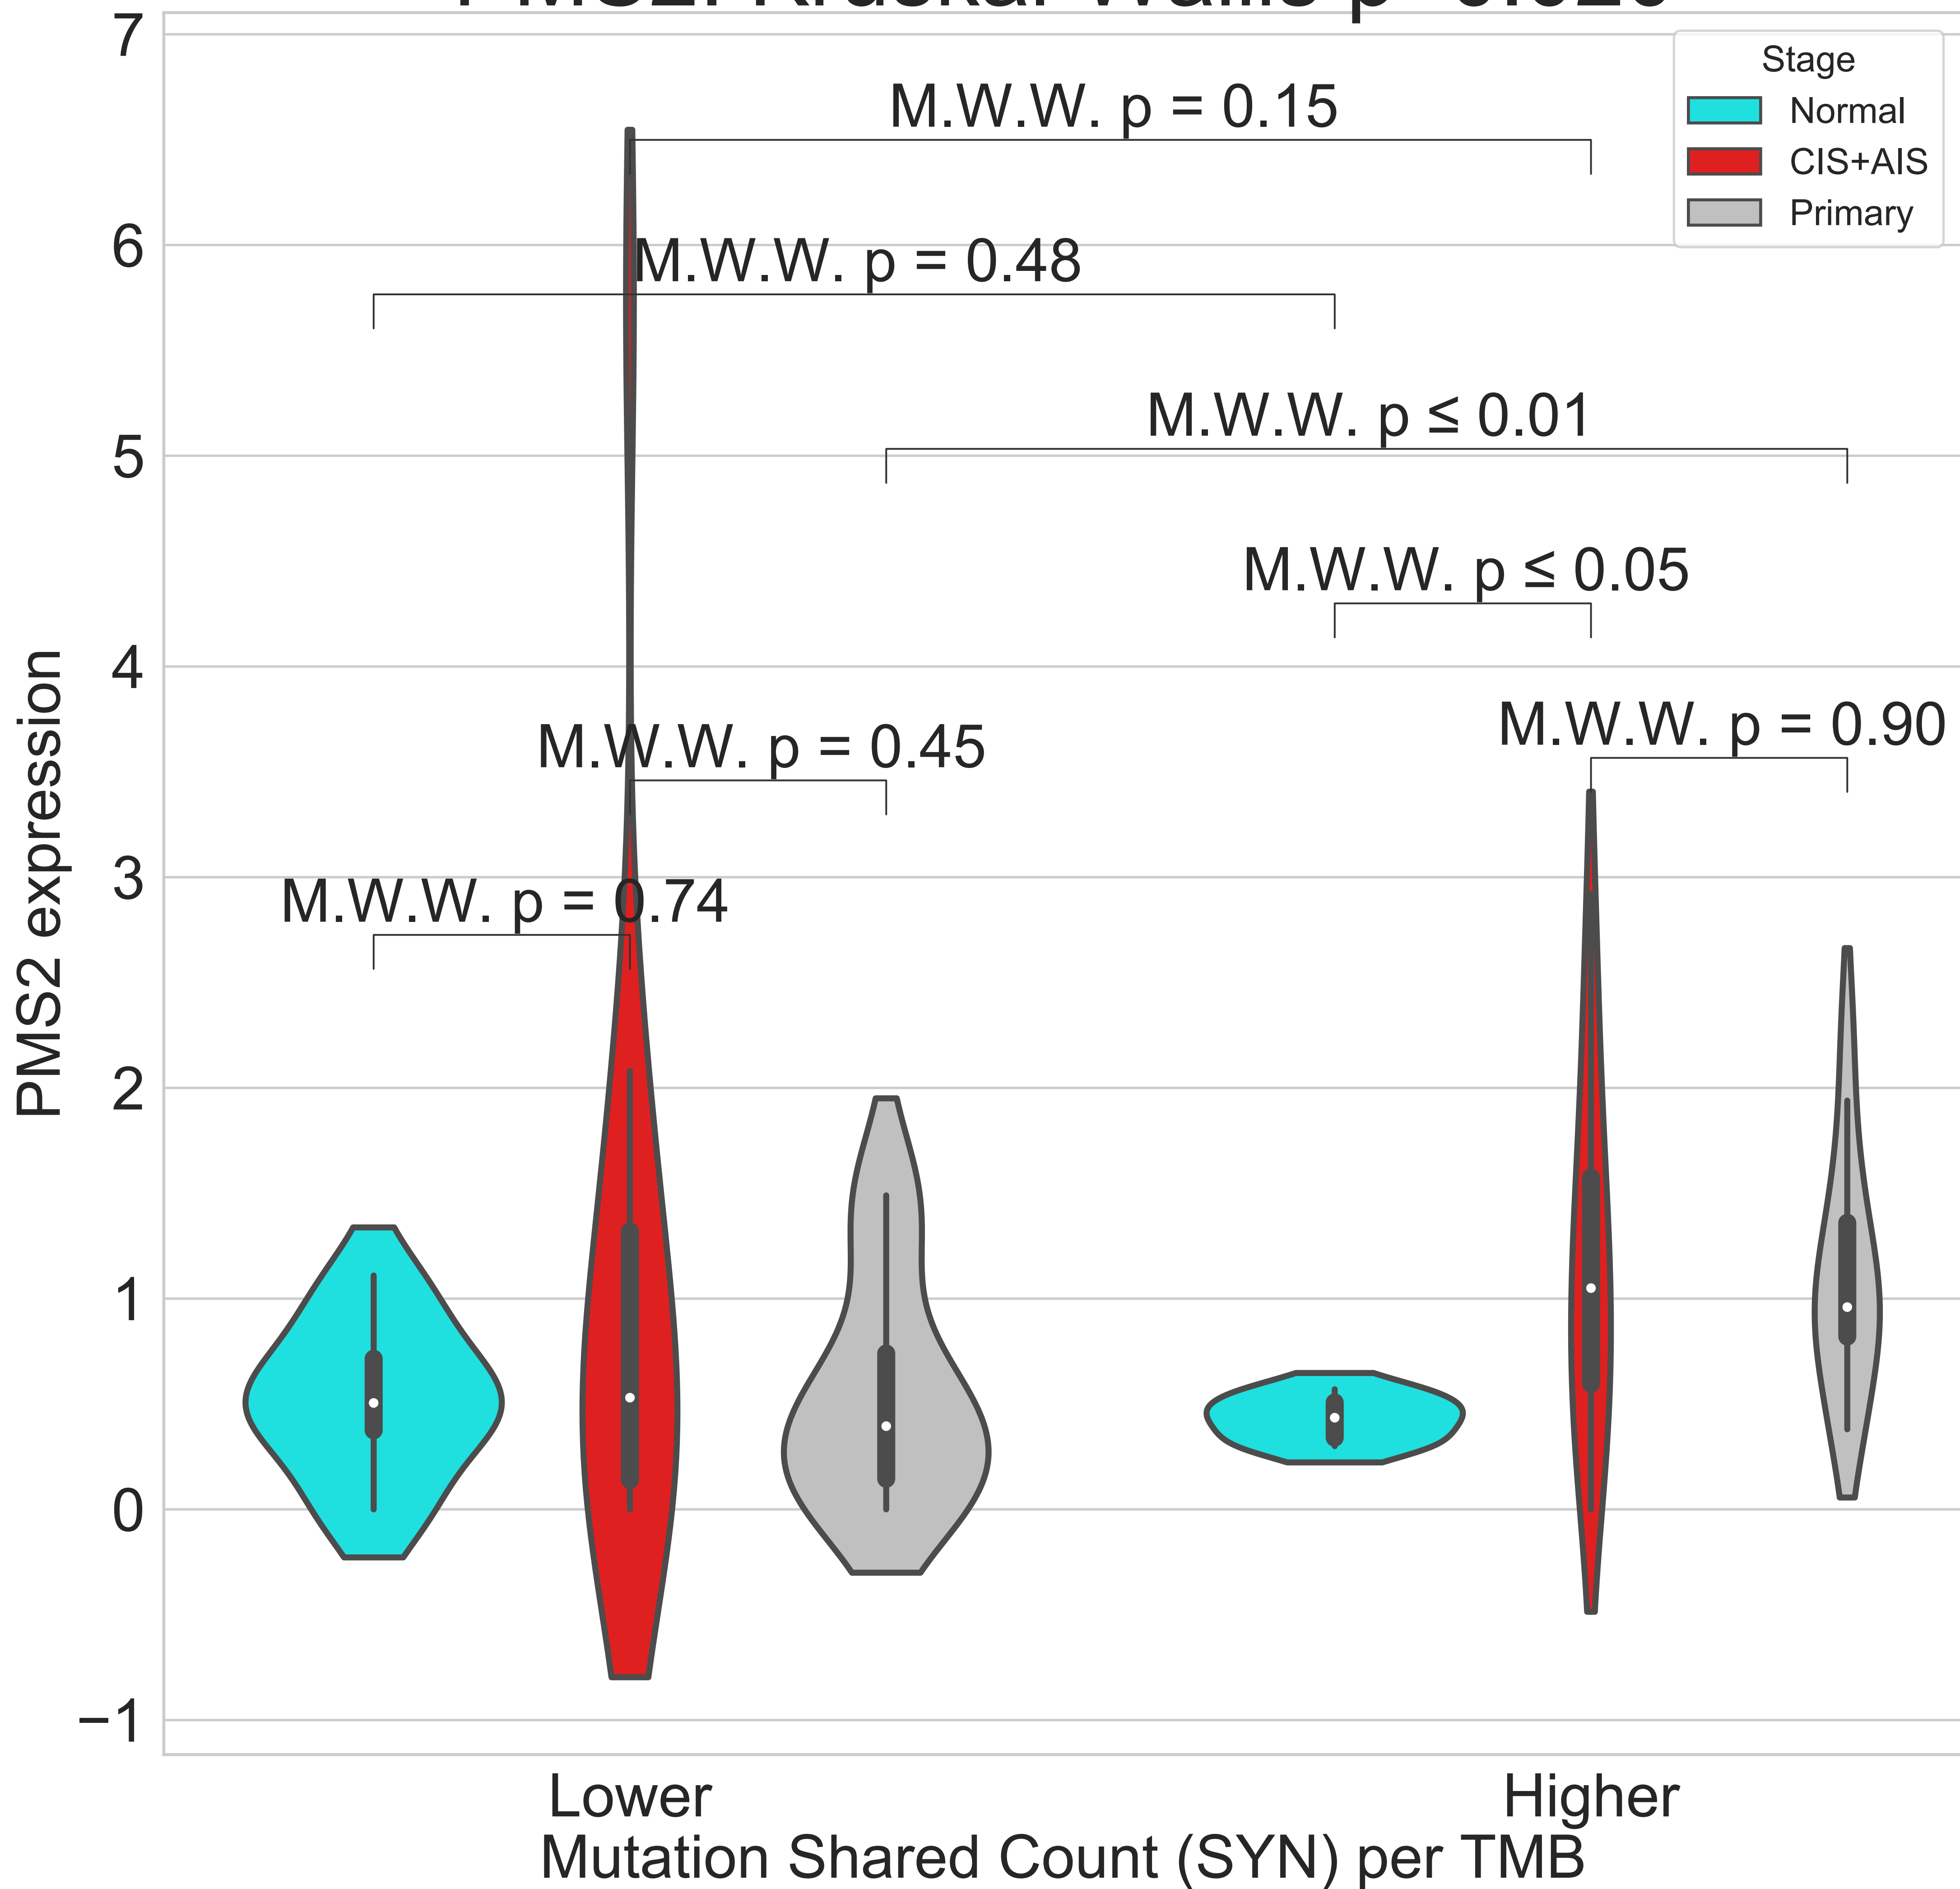 7
Stage
Normal
CIS+AIS
Primary
M.W.W. p = 0.15
6
M.W.W. p = 0.48
5
M.W.W. p ≤ 0.01
M.W.W. p ≤ 0.05
4
M.W.W. p = 0.90
M.W.W. p = 0.45
3
M.W.W. p = 0.74
PMS2 expression
2
1
0
−1
Lower
Higher
Mutation Shared Count (SYN) per TMB